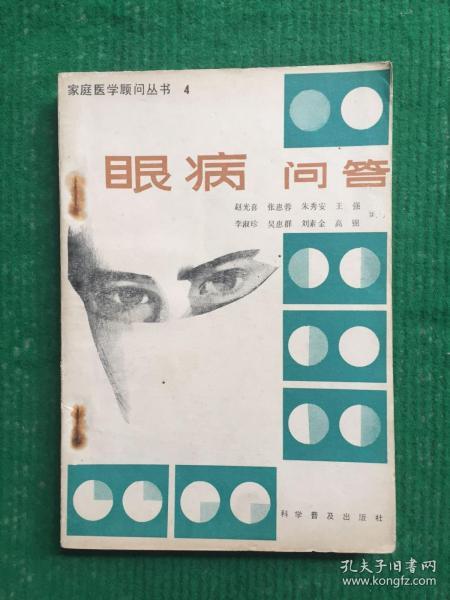 家庭医学顾问丛书 4
眼病 问答
赵光喜 张惠蓉 朱秀安 王强
李淑珍 吴惠群 刘素金 高强
科学普及出版社
孔夫子旧书网
www.kongfz.com